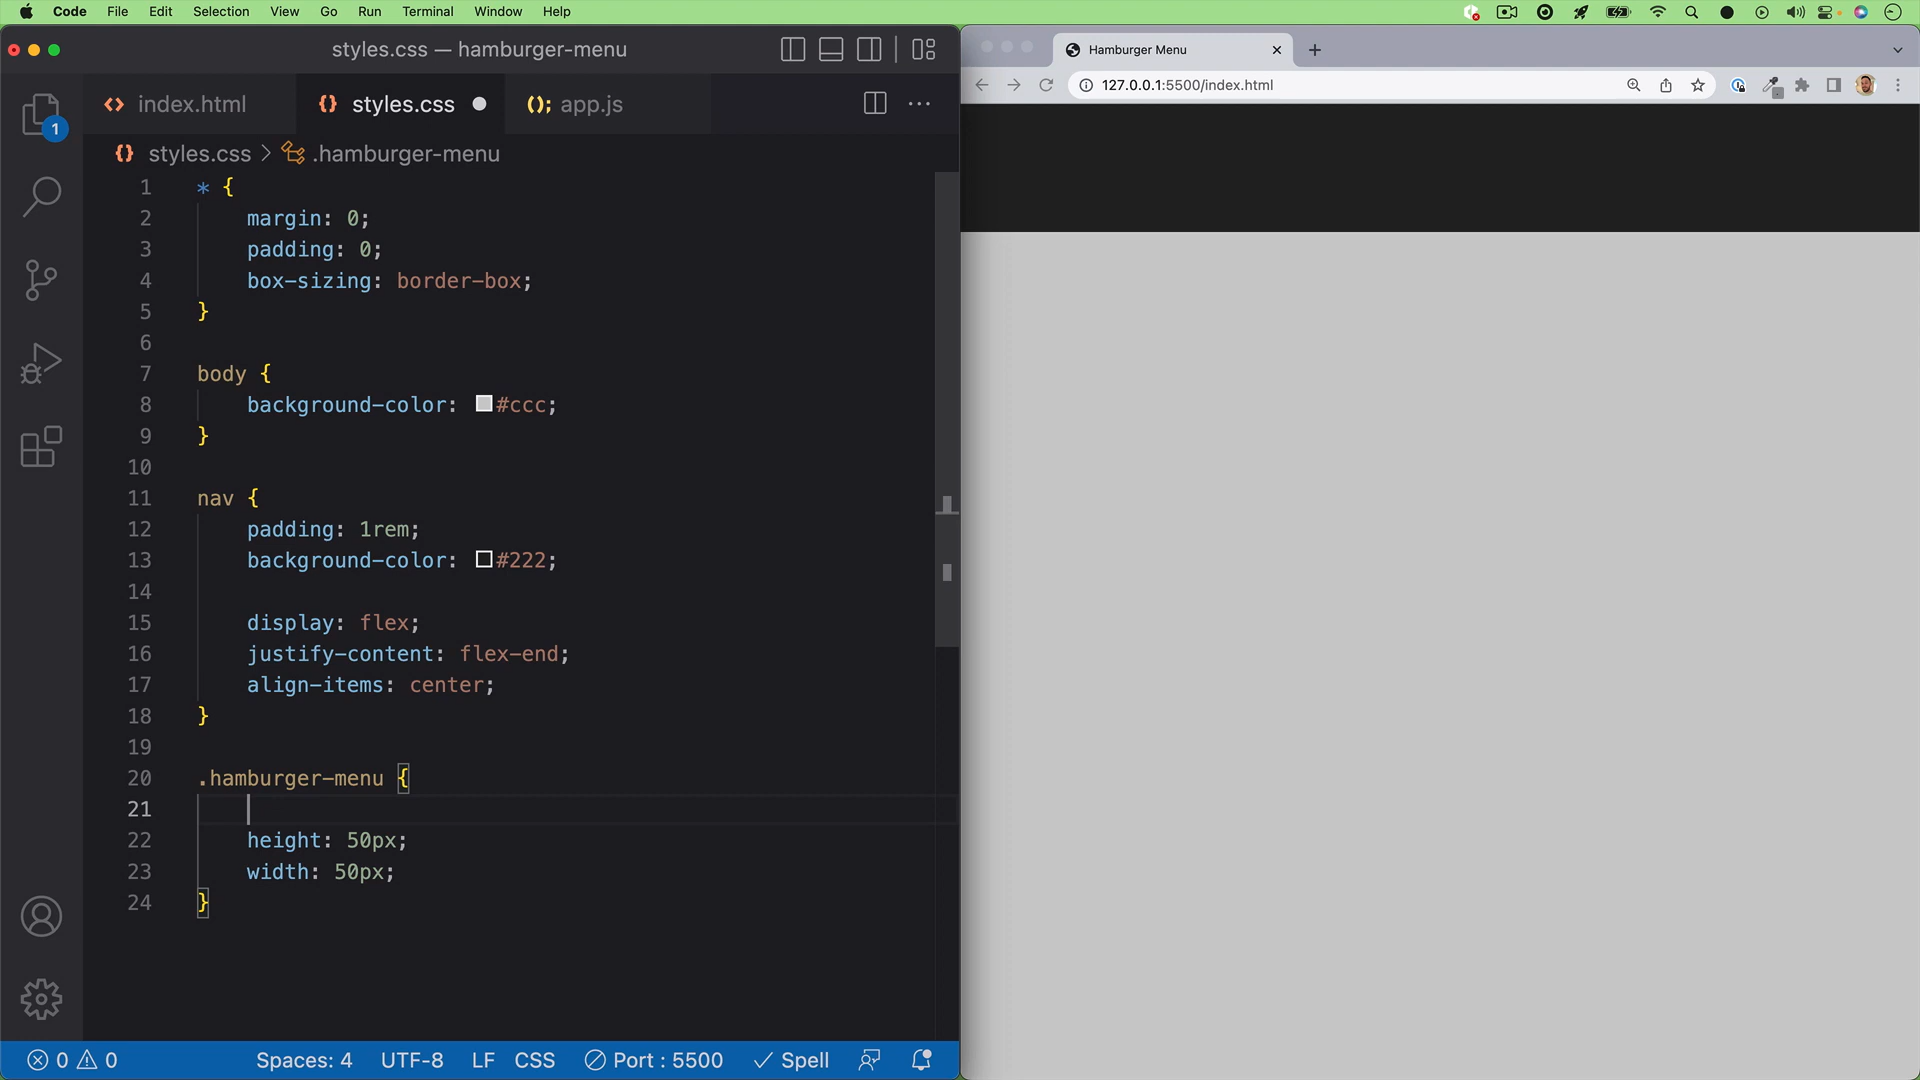 Code File Edit Selection View Go Run Terminal Window Help
styles.css — hamburger-menu
index.html styles.css app.js
styles.css > .hamburger-menu
1 * {
2 margin: 0;
3 padding: 0;
4 box-sizing: border-box;
5 }
6
7 body {
8 background-color: #ccc;
9 }
10
11 nav {
12 padding: 1rem;
13 background-color: #222;
14
15 display: flex;
16 justify-content: flex-end;
17 align-items: center;
18 }
19
20 .hamburger-menu {
21
22 height: 50px;
23 width: 50px;
24 }
1
0 0 Spaces: 4 UTF-8 LF CSS Port : 5500 Spell
Hamburger Menu
127.0.0.1:5500/index.html